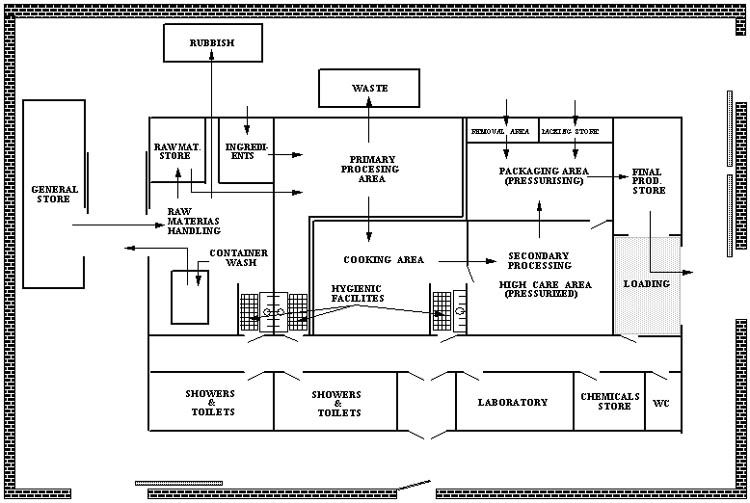 RUBBISH
WASTE
REMOVAL AREA
PACKING STORE
RAW MAT.
STORE
INGREDI-
ENTS
PRIMARY
PROCESING
AREA
PACKAGING AREA
(PRESSURISING)
FINAL
PROD.
STORE
GENERAL
STORE
RAW
MATERIAS
HANDLING
CONTAINER
WASH
COOKING AREA
SECONDARY
PROCESSING
HIGH CARE AREA
(PRESSURIZED)
LOADING
HYGIENIC
FACILITES
SHOWERS
&
TOILETS
SHOWERS
&
TOILETS
LABORATORY
CHEMICALS
STORE
WC